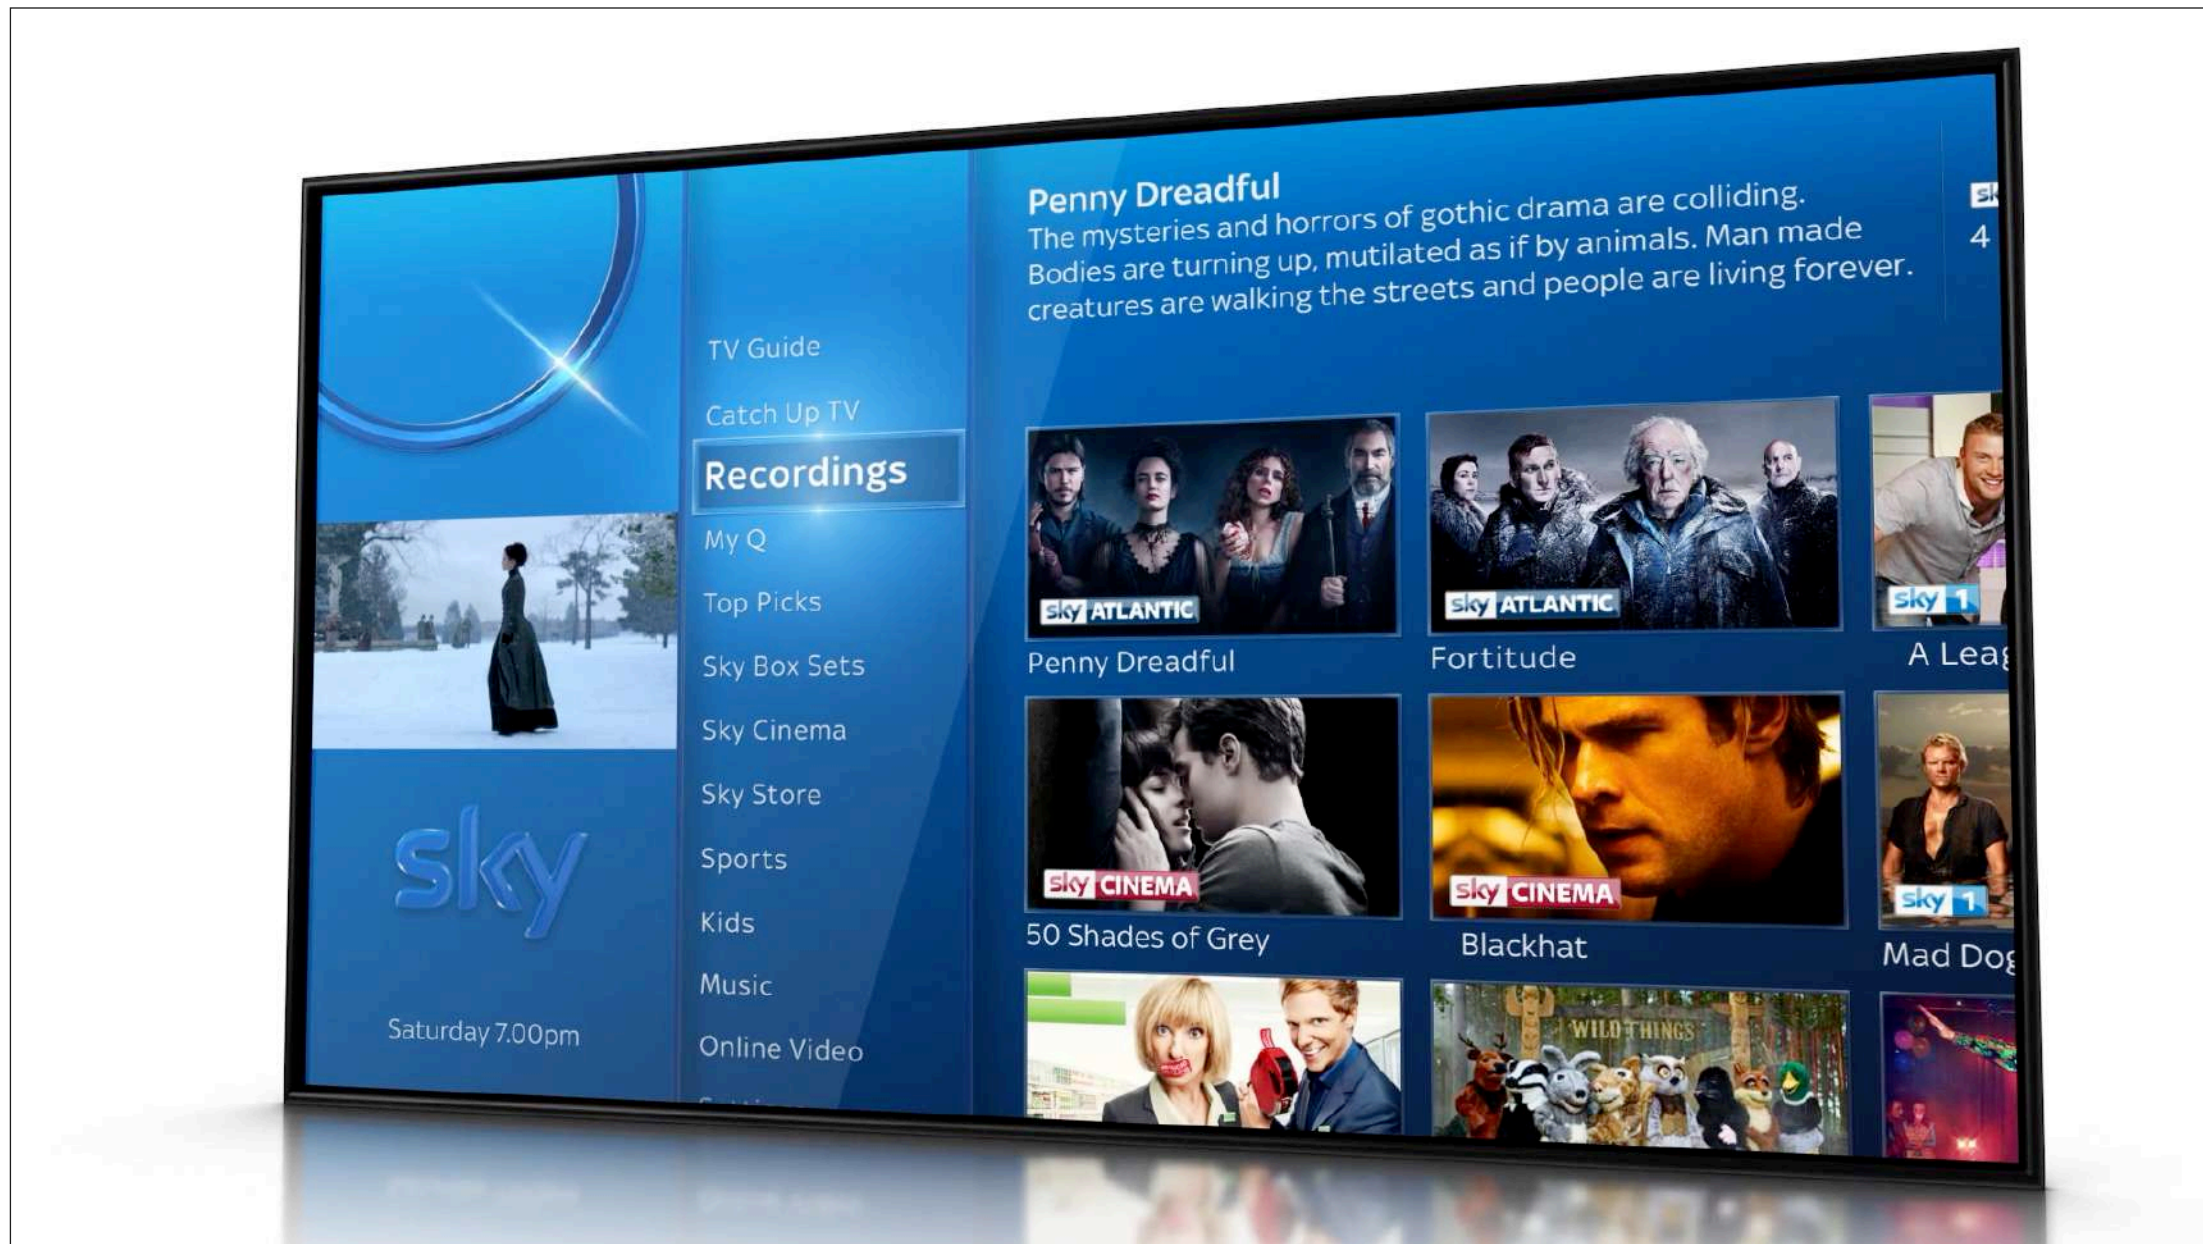 Penny Dreadful
The mysteries and horrors of gothic drama are colliding.
Bodies are turning up, mutilated as if by animals. Man made
creatures are walking the streets and people are living forever.
4
TV Guide
Catch Up TV
Recordings
My Q
Top Picks
Sky Box Sets
Sky Cinema
Sky Store
Sports
Kids
Music
Online Video
sky
Saturday 7.00pm
sky ATLANTIC
Penny Dreadful
sky ATLANTIC
Fortitude
sky 1
A Leag
sky CINEMA
50 Shades of Grey
sky CINEMA
Blackhat
sky 1
Mad Dog
WILD THINGS